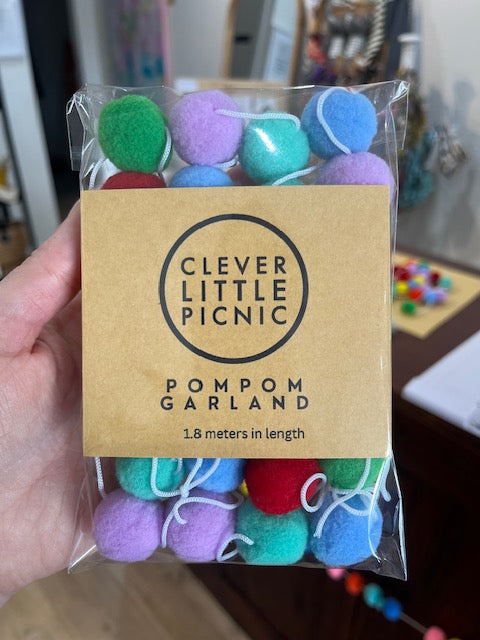 CLEVER
LITTLE
PICNIC
POMPOM
GARLAND
1.8 meters in length